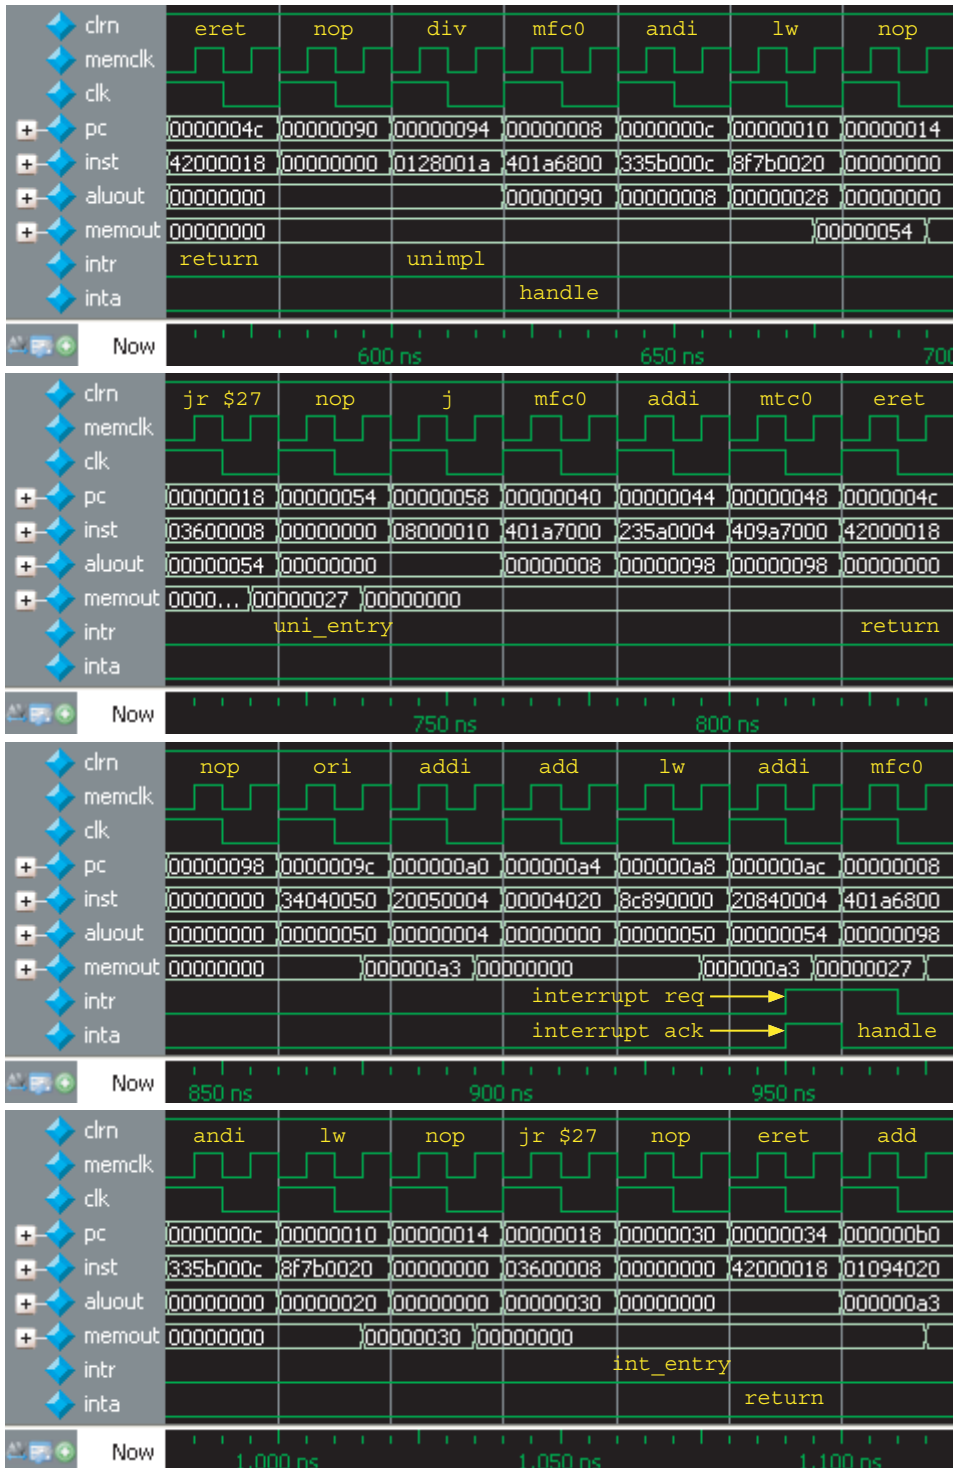 clrn eret nop div mfc0 andi lw nop
memclk
clk
pc 0000004c 00000090 00000094 00000008 0000000c 00000010 00000014
inst 42000018 00000000 0128001a 401a6800 335b000c 8f7b0020 00000000
aluout 00000000 00000090 00000008 00000028 00000000
memout 00000000 00000054
intr return unimpl
inta handle
Now 600 ns 650 ns 700
clrn jr $27 nop j mfc0 addi mtc0 eret
memclk
clk
pc 00000018 00000054 00000058 00000040 00000044 00000048 0000004c
inst 03600008 00000000 08000010 401a7000 235a0004 409a7000 42000018
aluout 00000054 00000000 00000008 00000098 00000098 00000000
memout 0000... 00000027 00000000
intr uni_entry return
inta
Now 750 ns 800 ns
clrn nop ori addi add lw addi mfc0
memclk
clk
pc 00000098 0000009c 000000a0 000000a4 000000a8 000000ac 00000008
inst 00000000 34040050 20050004 00004020 8c890000 20840004 401a6800
aluout 00000000 00000050 00000004 00000000 00000050 00000054 00000098
memout 00000000 000000a3 00000000 000000a3 00000027
intr interrupt req
inta interrupt ack handle
Now 850 ns 900 ns 950 ns
clrn andi lw nop jr $27 nop eret add
memclk
clk
pc 0000000c 00000010 00000014 00000018 00000030 00000034 000000b0
inst 335b000c 8f7b0020 00000000 03600008 00000000 42000018 01094020
aluout 00000000 00000020 00000000 00000030 00000000 000000a3
memout 00000000 00000030 00000000
intr int_entry
inta return
Now 1,000 ns 1,050 ns 1,100 ns